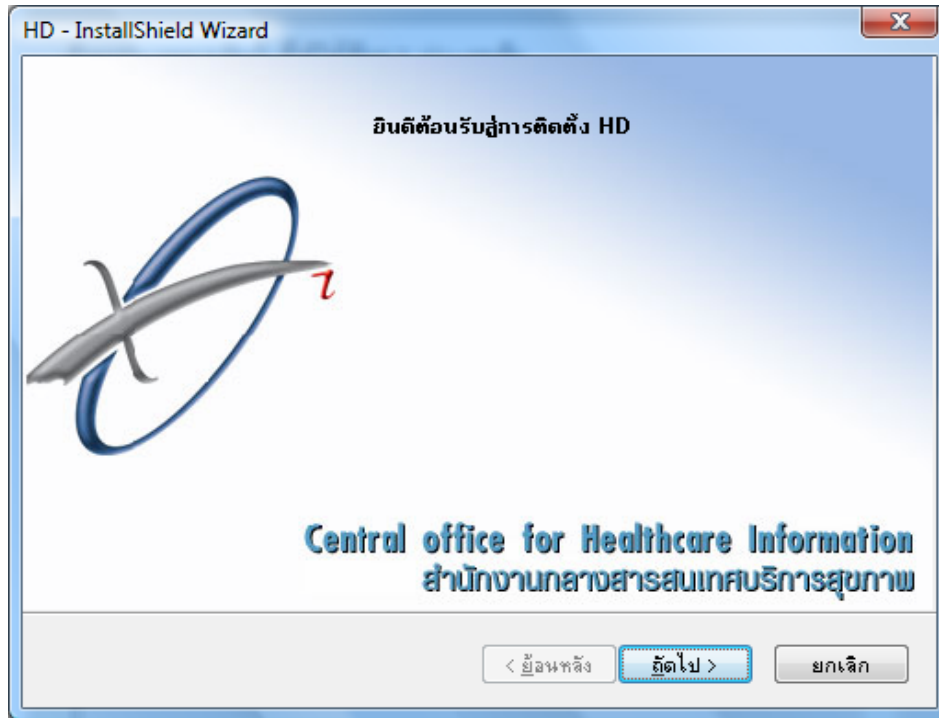 HD - InstallShield Wizard
ยินดีต้อนรับสู่การติดตั้ง HD
Central office for Healthcare Information
สำนักงานกลางสารสนเทศบริการสุขภาพ
< ย้อนหลัง
ถัดไป >
ยกเลิก